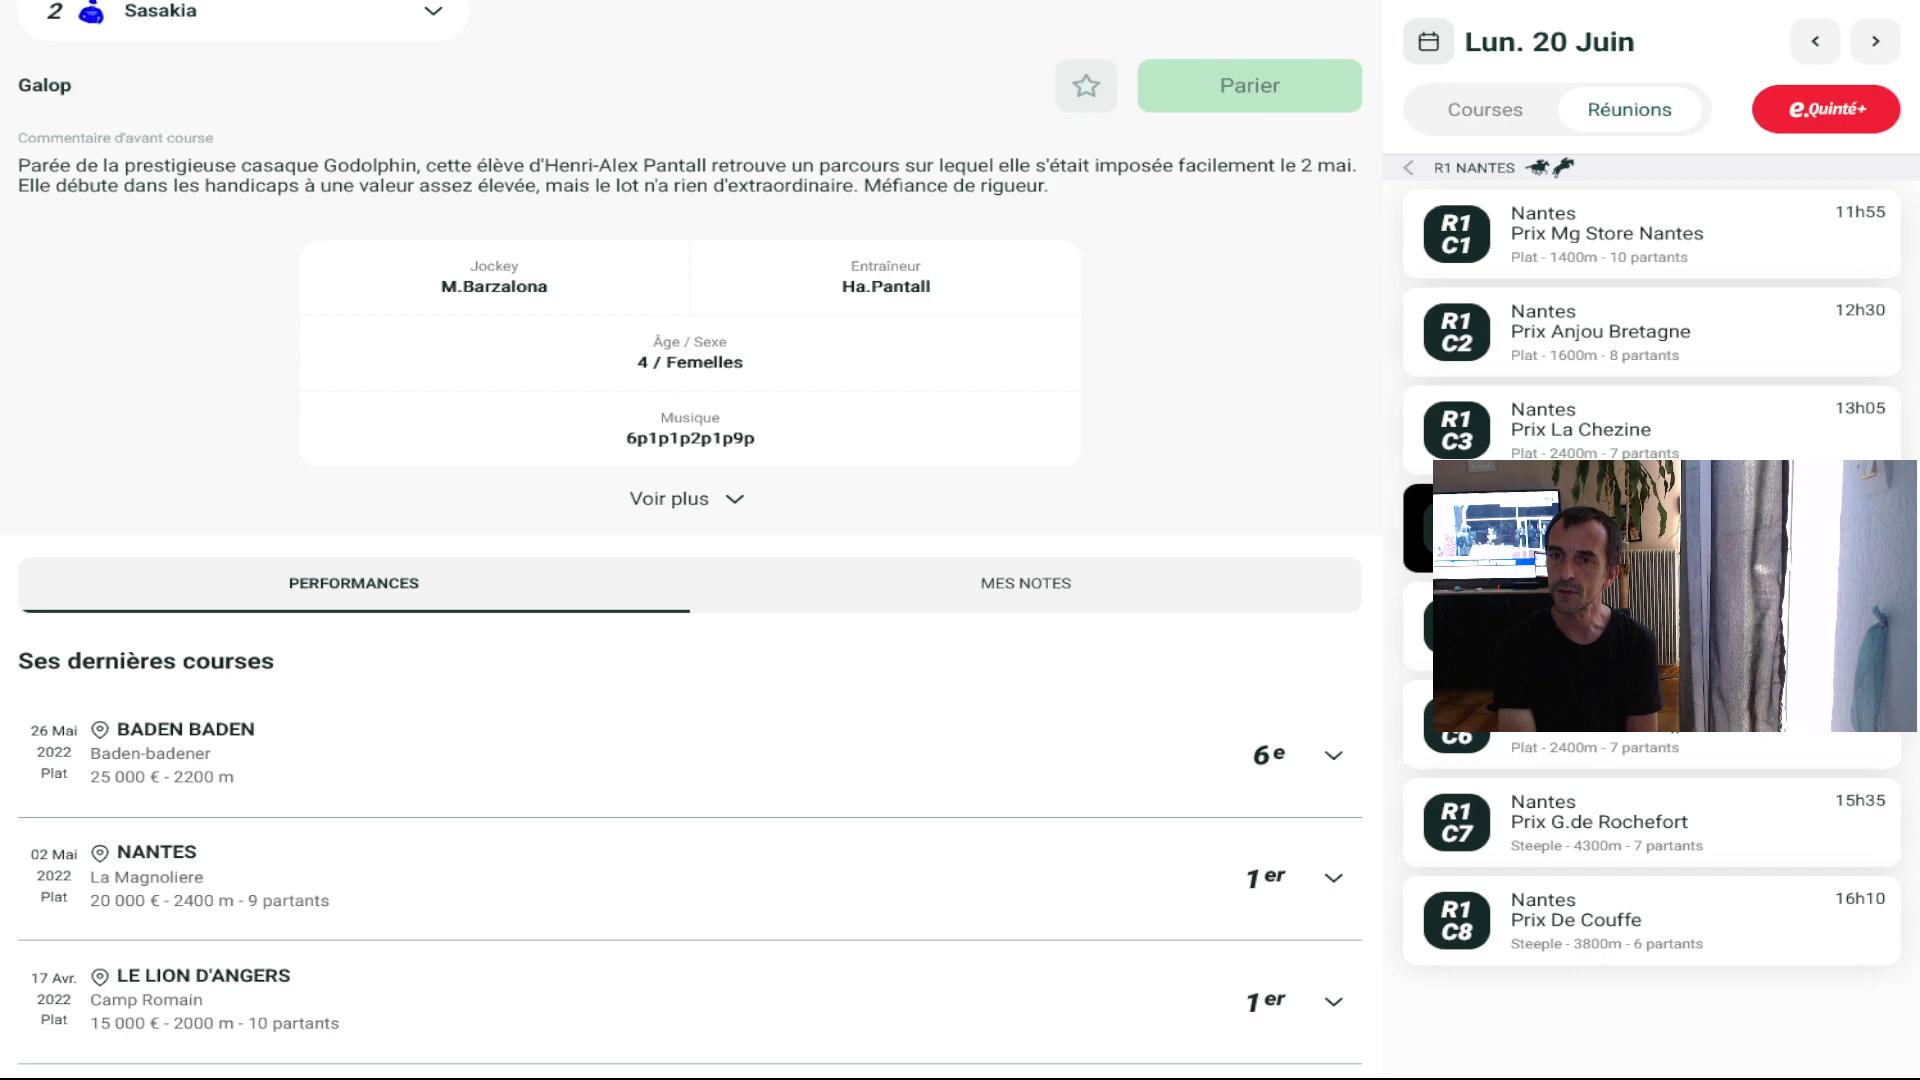 2 Sasakia
Galop
Parier
Commentaire d'avant course
Parée de la prestigieuse casaque Godolphin, cette élève d'Henri-Alex Pantall retrouve un parcours sur lequel elle s'était imposée facilement le 2 mai.
Elle débute dans les handicaps à une valeur assez élevée, mais le lot n'a rien d'extraordinaire. Méfiance de rigueur.
Jockey
M.Barzalona
Entraîneur
Ha.Pantall
Âge / Sexe
4 / Femelles
Musique
6p1p1p2p1p9p
Voir plus
PERFORMANCES
MES NOTES
Ses dernières courses
26 Mai
2022
Plat
BADEN BADEN
Baden-badener
25 000 € - 2200 m
6e
02 Mai
2022
Plat
NANTES
La Magnoliere
20 000 € - 2400 m - 9 partants
1er
17 Avr.
2022
Plat
LE LION D'ANGERS
Camp Romain
15 000 € - 2000 m - 10 partants
1er
Lun. 20 Juin
Courses
Réunions
e.Quinté+
R1 NANTES
R1
C1
Nantes
Prix Mg Store Nantes
Plat - 1400m - 10 partants
11h55
R1
C2
Nantes
Prix Anjou Bretagne
Plat - 1600m - 8 partants
12h30
R1
C3
Nantes
Prix La Chezine
Plat - 2400m - 7 partants
13h05
C6
Plat - 2400m - 7 partants
R1
C7
Nantes
Prix G.de Rochefort
Steeple - 4300m - 7 partants
15h35
R1
C8
Nantes
Prix De Couffe
Steeple - 3800m - 6 partants
16h10